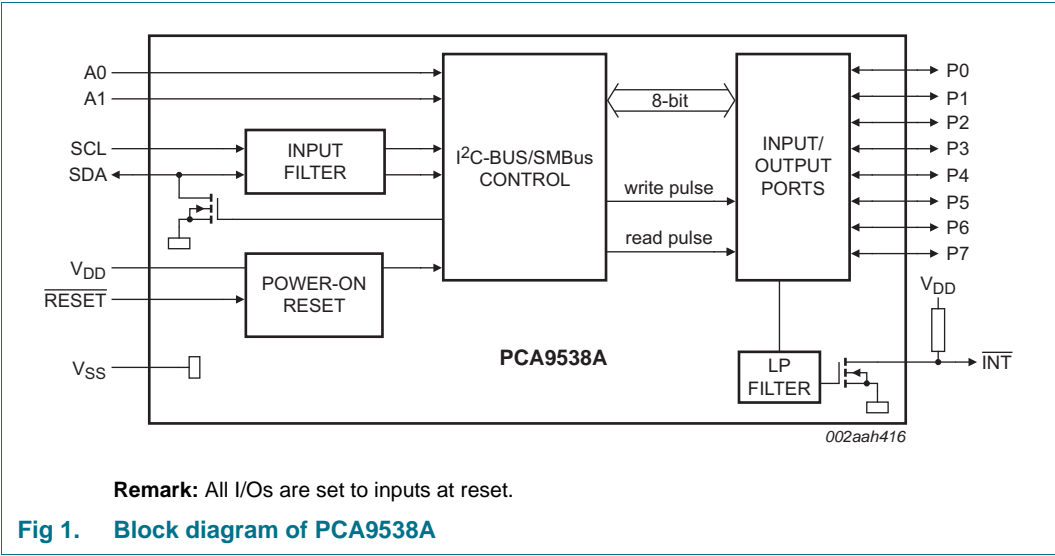 A0
A1
SCL
SDA
VDD
RESET
VSS
INPUT
FILTER
POWER-ON
RESET
I2C-BUS/SMBus
CONTROL
8-bit
write pulse
read pulse
INPUT/
OUTPUT
PORTS
P0
P1
P2
P3
P4
P5
P6
P7
VDD
INT
LP
FILTER
PCA9538A
002aah416
Remark: All I/Os are set to inputs at reset.
Fig 1. Block diagram of PCA9538A